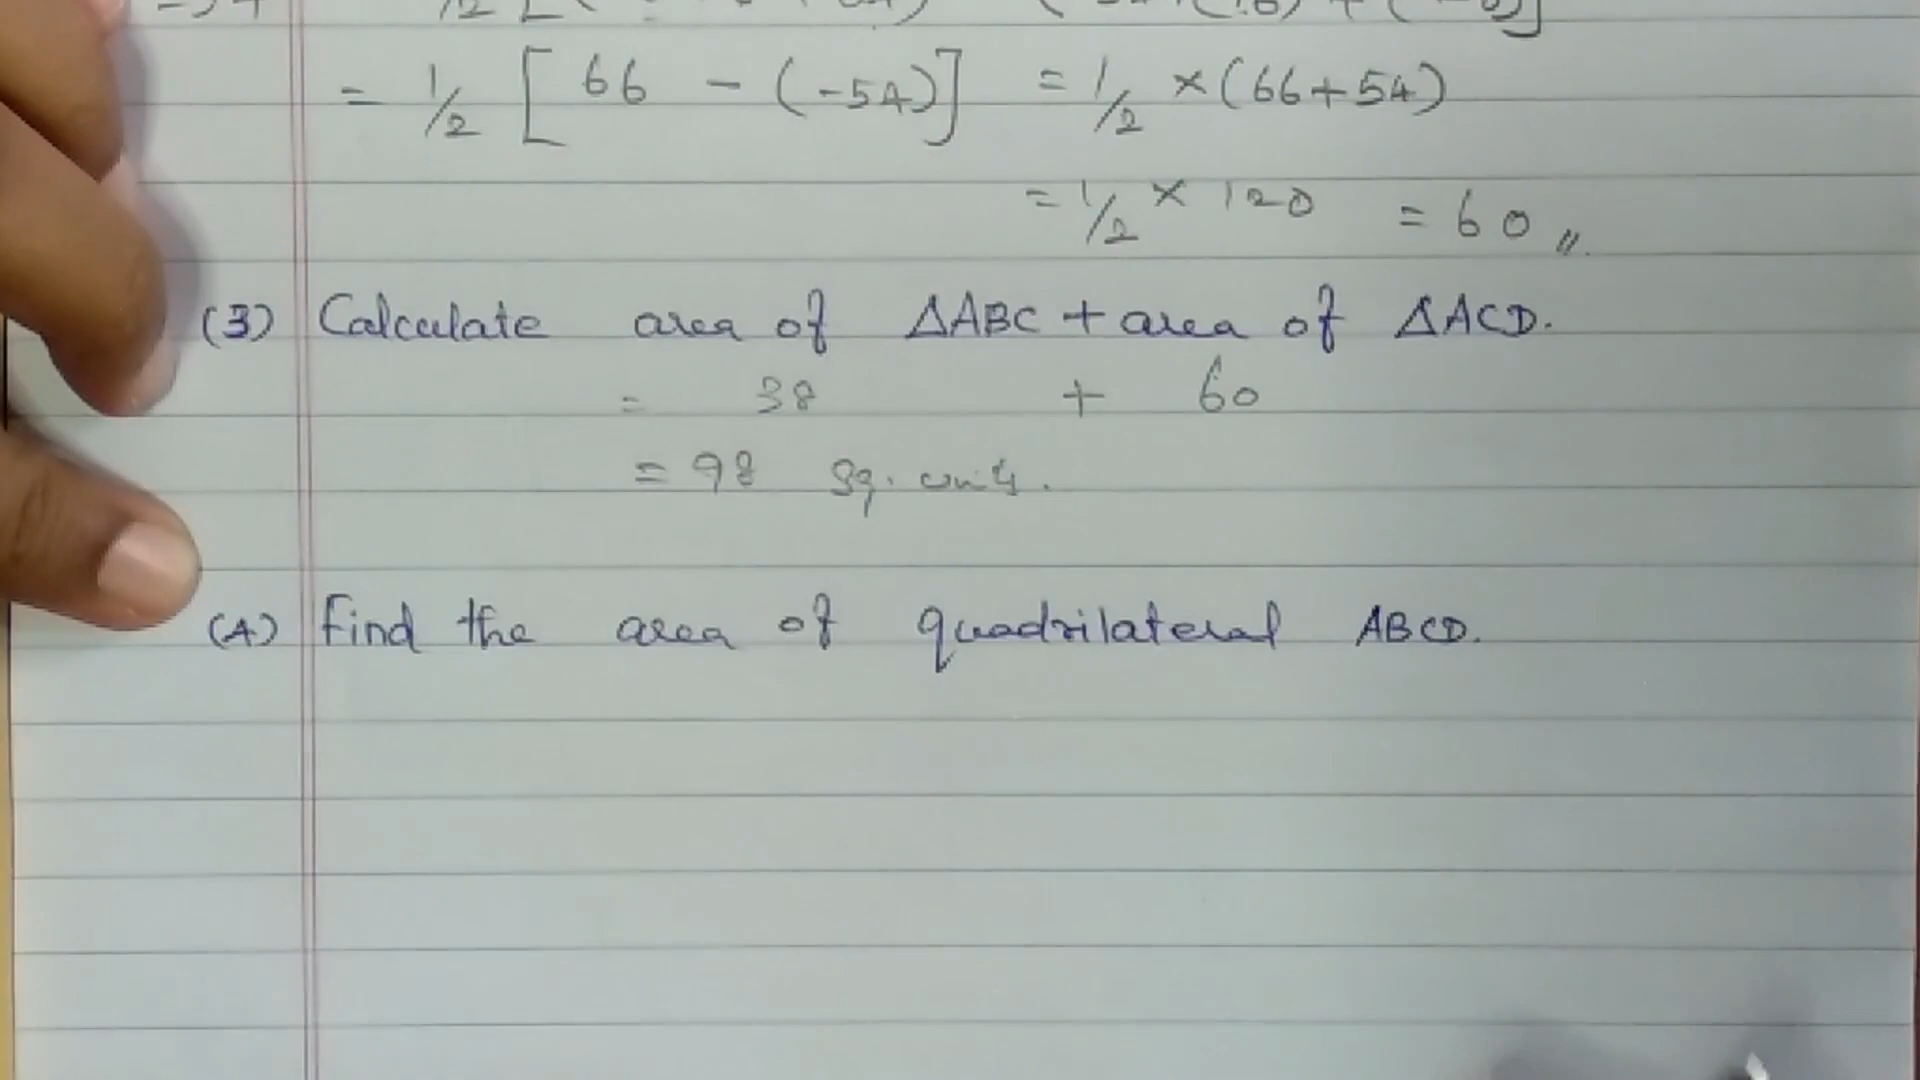 = 1/2 [ 66 - (-54)] = 1/2 × (66+54)
= 1/2 × 120 = 60 〃.
(3) Calculate area of ΔABC + area of ΔACD.
= 38 + 60
= 98 Sq. units.
(4) Find the area of quadrilateral ABCD.